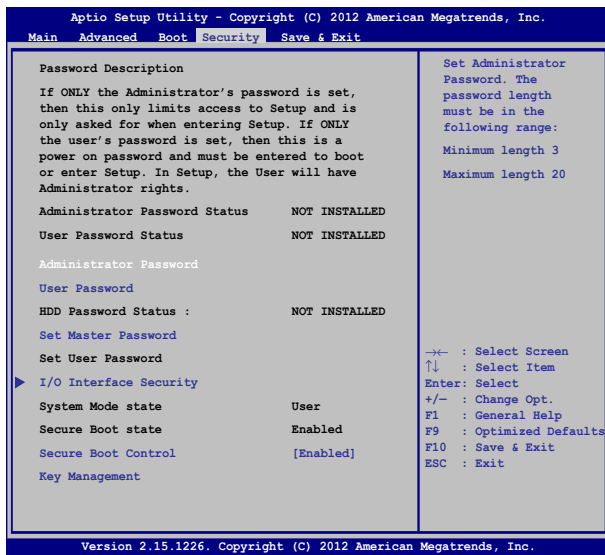 Aptio Setup Utility - Copyright (C) 2012 American Megatrends, Inc.
Main Advanced Boot Security Save & Exit
Password Description
If ONLY the Administrator's password is set,
then this only limits access to Setup and is
only asked for when entering Setup. If ONLY
the user's password is set, then this is a
power on password and must be entered to boot
or enter Setup. In Setup, the User will have
Administrator rights.
Administrator Password Status NOT INSTALLED
User Password Status NOT INSTALLED
Administrator Password
User Password
HDD Password Status : NOT INSTALLED
Set Master Password
Set User Password
I/O Interface Security
System Mode state User
Secure Boot state Enabled
Secure Boot Control [Enabled]
Key Management
Set Administrator
Password. The
password length
must be in the
following range:
Minimum length 3
Maximum length 20
→← : Select Screen
↑↓ : Select Item
Enter: Select
+/— : Change Opt.
F1 : General Help
F9 : Optimized Defaults
F10 : Save & Exit
ESC : Exit
Version 2.15.1226. Copyright (C) 2012 American Megatrends, Inc.